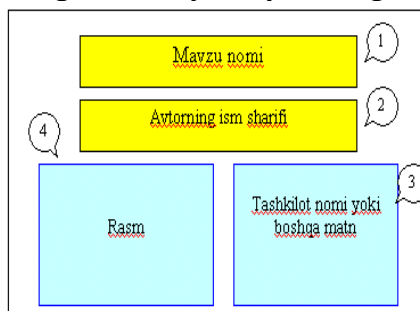 Mavzu nomi
1
Avtorning ism sharifi
2
4
Rasm
Tashkilot nomi yoki
boshqa matn
3